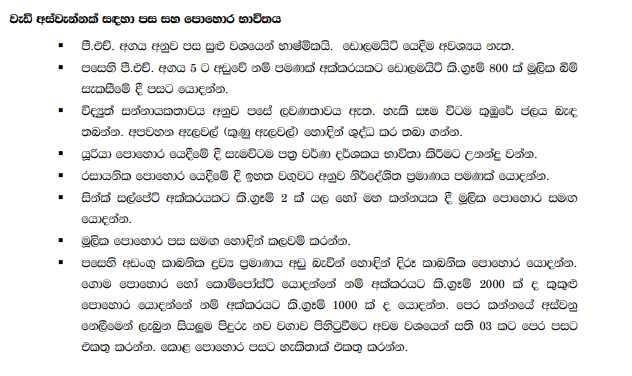 වැඩි අස්වැන්නක් සඳහා පස සහ පොහොර භාවිතය
▪ පී.එච්. අගය අනුව පස සුළු වශයෙන් භාෂ්මිකයි. ඩොලමයිට් යෙදීම අවශ්‍යය නැත.
▪ පසෙහි පී.එච්. අගය 5 ට අඩුවේ නම් පමණක් අක්කරයකට ඩොලමයිට් කි.ග්‍රෑම් 800 ක් මූලික බිම්
සැකසීමේ දී පසට යොදන්න.
▪ විද්‍යුත් සන්නායකතාවය අනුව පසේ ලවණතාවය ඇත. හැකි සෑම විටම කුඹුරේ ජලය බැඳ
තබන්න. අපවහන ඇලවල් (කුණු ඇලවල්) හොඳින් ශුද්ධ කර තබා ගන්න.
▪ යූරියා පොහොර යෙදීමේ දී සැමවිටම පත්‍ර වර්ණ දර්ශකය භාවිතා කිරීමට උනන්දු වන්න.
▪ රසායනික පොහොර යෙදීමේ දී ඉහත වගුවට අනුව නිර්දේශිත ප්‍රමාණය පමණක් යොදන්න.
▪ සින්ක් සල්පේට් අක්කරයකට කි.ග්‍රෑම් 2 ක් යල හෝ මහ කන්නයක දී මූලික පොහොර සමඟ
යොදන්න.
▪ මූලික පොහොර පස සමඟ හොඳින් කලවම් කරන්න.
▪ පසෙහි අඩංගු කාබනික ද්‍රව්‍ය ප්‍රමාණය අඩු බැවින් හොඳින් දිරූ කාබනික පොහොර යොදන්න.
ගොම පොහොර හෝ කොම්පෝස්ට් යොදන්නේ නම් අක්කරයට කි.ග්‍රෑම් 2000 ක් ද කුකුළු
පොහොර යොදන්නේ නම් අක්කරයට කි.ග්‍රෑම් 1000 ක් ද යොදන්න. පෙර කන්නයේ අස්වනු
නෙලීමෙන් ලැබුන සියලුම පිදුරු නව වගාව පිහිටුවීමට අවම වශයෙන් සති 03 කට පෙර පසට
එකතු කරන්න. කොළ පොහොර පසට හැකිතාක් එකතු කරන්න.